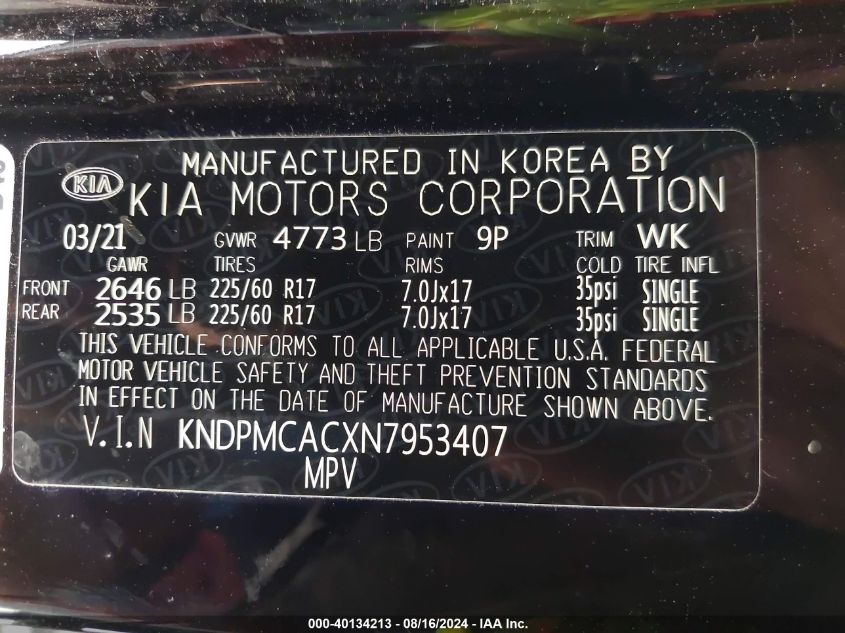 MANUFACTURED IN KOREA BY
KIA KIA MOTORS CORPORATION
03/21 GVWR 4773 LB PAINT 9P TRIM WK
GAWR TIRES RIMS COLD TIRE INFL
FRONT 2646 LB 225/60 R17 7.0Jx17 35psi SINGLE
REAR 2535 LB 225/60 R17 7.0Jx17 35psi SINGLE
THIS VEHICLE CONFORMS TO ALL APPLICABLE U.S.A. FEDERAL
MOTOR VEHICLE SAFETY AND THEFT PREVENTION STANDARDS
IN EFFECT ON THE DATE OF MANUFACTURE SHOWN ABOVE.
V.I.N KNDPMCACXN7953407
MPV
000-40134213 - 08/16/2024 - IAA Inc.